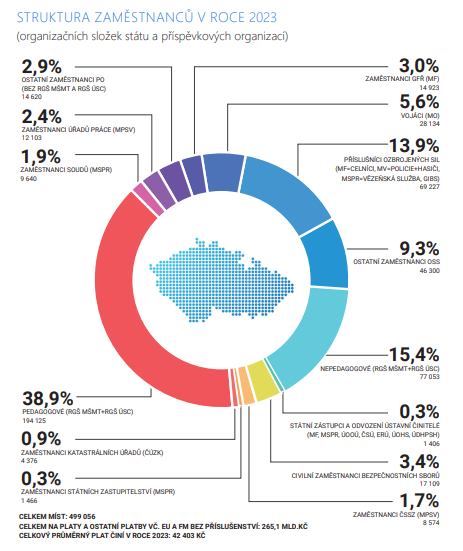 STRUKTURA ZAMĚSTNANCŮ V ROCE 2023
(organizačních složek státu a příspěvkových organizací)
2,9%
OSTATNÍ ZAMĚSTNANCI PO
(BEZ RGŠ MŠMT A RGŠ ÚSC)
14 620
2,4%
ZAMĚSTNANCI ÚŘADŮ PRÁCE (MPSV)
12 103
1,9%
ZAMĚSTNANCI SOUDŮ (MSPR)
9 640
3,0%
ZAMĚSTNANCI GFŘ (MF)
14 923
5,6%
VOJÁCI (MO)
28 134
13,9%
PŘÍSLUŠNÍCI OZBROJENÝCH SIL
(MF=CELNÍCI, MV=POLICIE+HASIČI,
MSPR=VĚZEŇSKÁ SLUŽBA, GIBS)
69 227
9,3%
OSTATNÍ ZAMĚSTNANCI OSS
46 300
15,4%
NEPEDAGOGOVÉ (RGŠ MŠMT+RGŠ ÚSC)
77 053
0,3%
STÁTNÍ ZÁSTUPCI A ODVOZENÍ ÚSTAVNÍ ČINITELÉ
(MF, MSPR, ÚOOÚ, ČSÚ, ERÚ, ÚOHS, ÚDHPSH)
1 406
3,4%
CIVILNÍ ZAMĚSTNANCI BEZPEČNOSTNÍCH SBORŮ
17 109
1,7%
ZAMĚSTNANCI ČSSZ (MPSV)
8 574
38,9%
PEDAGOGOVÉ (RGŠ MŠMT+RGŠ ÚSC)
194 125
0,9%
ZAMĚSTNANCI KATASTRÁLNÍCH ÚŘADŮ (ČÚZK)
4 376
0,3%
ZAMĚSTNANCI STÁTNÍCH ZASTUPITELSTVÍ (MSPR)
1 466
CELKEM MÍST: 499 056
CELKEM NA PLATY A OSTATNÍ PLATBY VČ. EU A FM BEZ PŘÍSLUŠENSTVÍ: 265,1 MLD.KČ
CELKOVÝ PRŮMĚRNÝ PLAT ČINÍ V ROCE 2023: 42 403 KČ